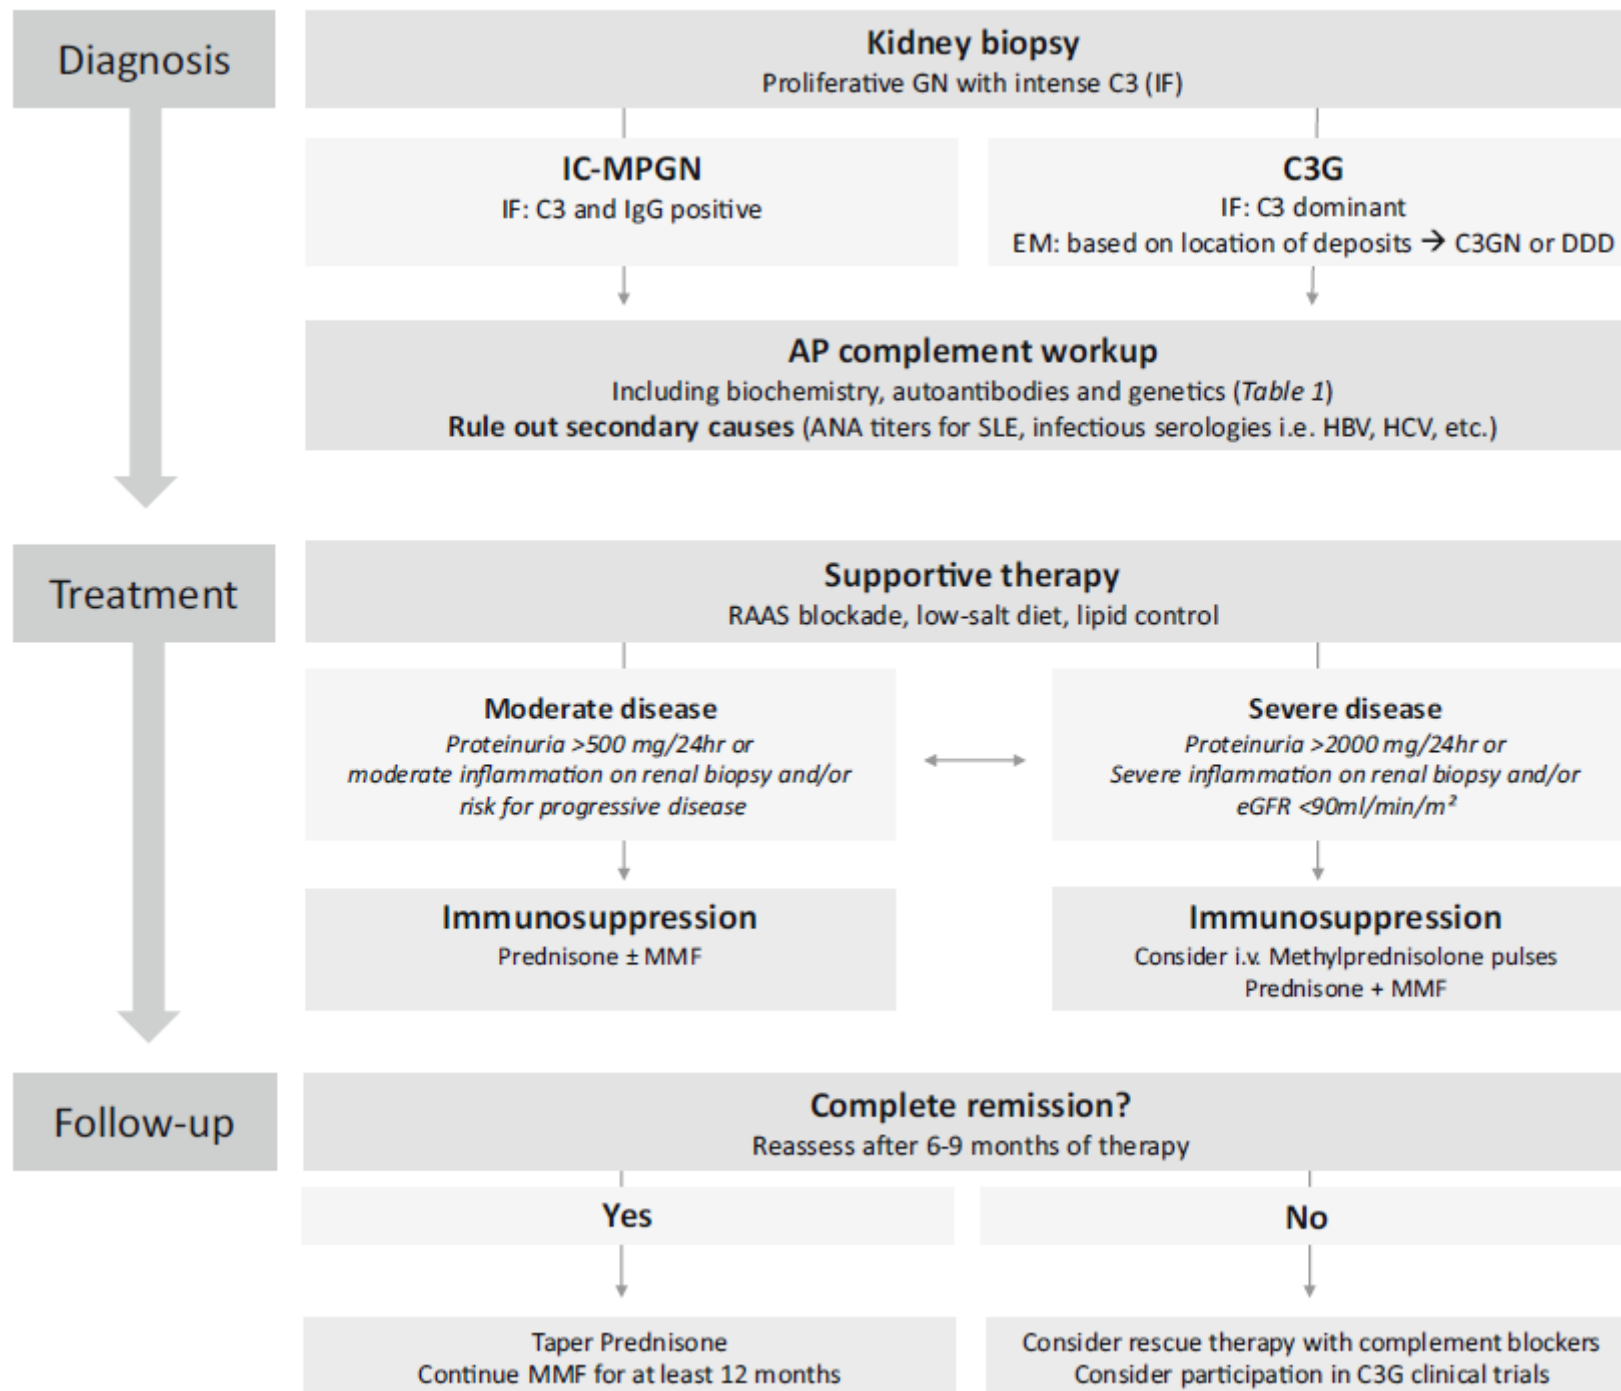 Diagnosis
Kidney biopsy
Proliferative GN with intense C3 (IF)
IC-MPGN
IF: C3 and IgG positive
C3G
IF: C3 dominant
EM: based on location of deposits → C3GN or DDD
AP complement workup
Including biochemistry, autoantibodies and genetics (Table 1)
Rule out secondary causes (ANA titers for SLE, infectious serologies i.e. HBV, HCV, etc.)
Treatment
Supportive therapy
RAAS blockade, low-salt diet, lipid control
Moderate disease
Proteinuria >500 mg/24hr or
moderate inflammation on renal biopsy and/or
risk for progressive disease
Severe disease
Proteinuria >2000 mg/24hr or
Severe inflammation on renal biopsy and/or
eGFR <90ml/min/m²
Immunosuppression
Prednisone ± MMF
Immunosuppression
Consider i.v. Methylprednisolone pulses
Prednisone + MMF
Follow-up
Complete remission?
Reassess after 6-9 months of therapy
Yes
No
Taper Prednisone
Continue MMF for at least 12 months
Consider rescue therapy with complement blockers
Consider participation in C3G clinical trials